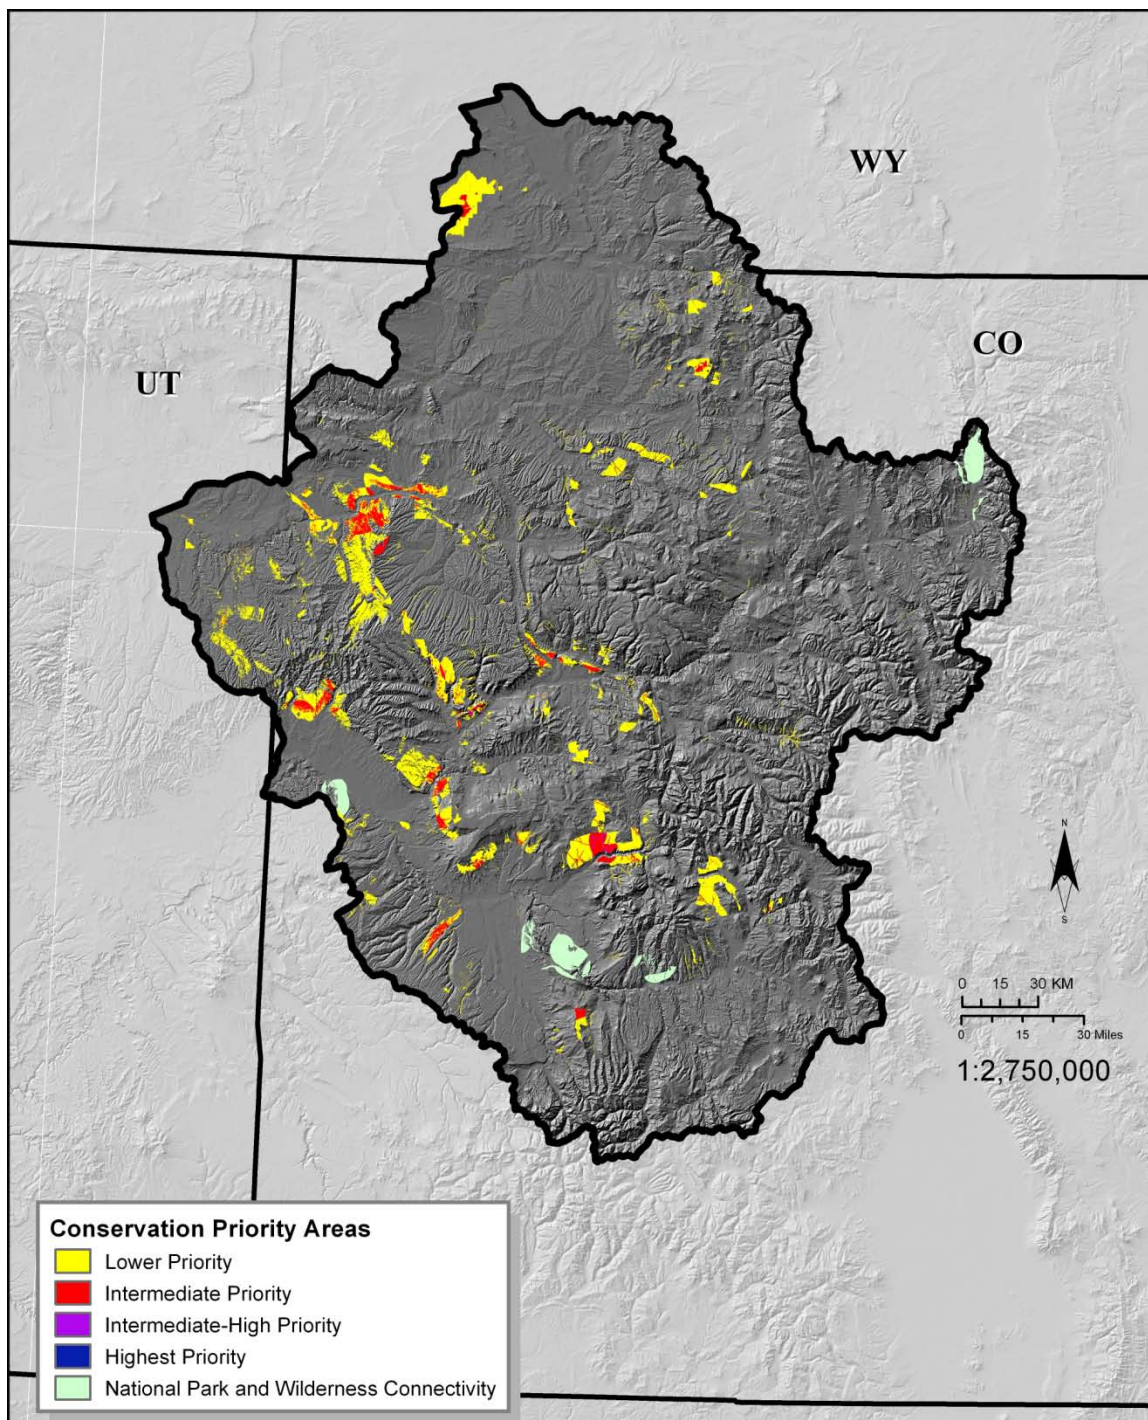 WY
CO
UT
N
S
0 15 30 KM
0 15 30 Miles
1:2,750,000
Conservation Priority Areas
Lower Priority
Intermediate Priority
Intermediate-High Priority
Highest Priority
National Park and Wilderness Connectivity